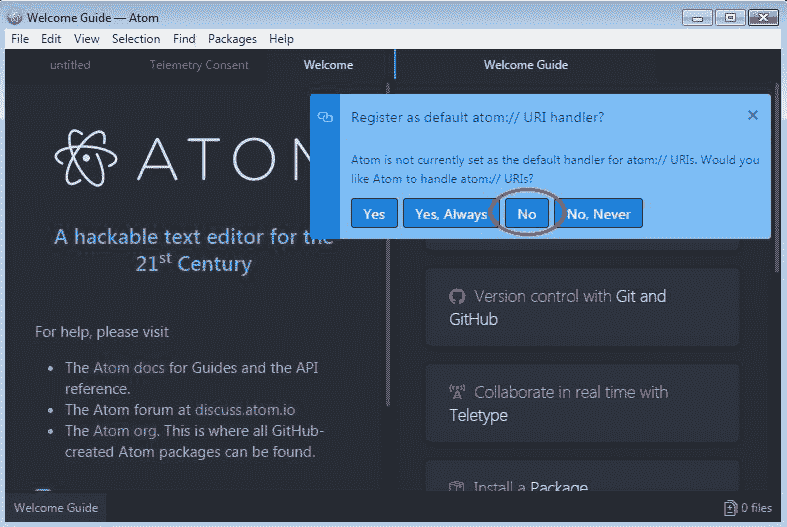 Welcome Guide — Atom
File Edit View Selection Find Packages Help
untitled Telemetry Consent Welcome Welcome Guide
Register as default atom:// URI handler?
Atom is not currently set as the default handler for atom:// URIs. Would you
like Atom to handle atom:// URIs?
Yes Yes, Always No No, Never
ATOM
A hackable text editor for the
21st Century
For help, please visit
• The Atom docs for Guides and the API
reference.
• The Atom forum at discuss.atom.io
• The Atom org. This is where all GitHub-
created Atom packages can be found.
Version control with Git and
GitHub
Collaborate in real time with
Teletype
Install a Package
Welcome Guide 0 files